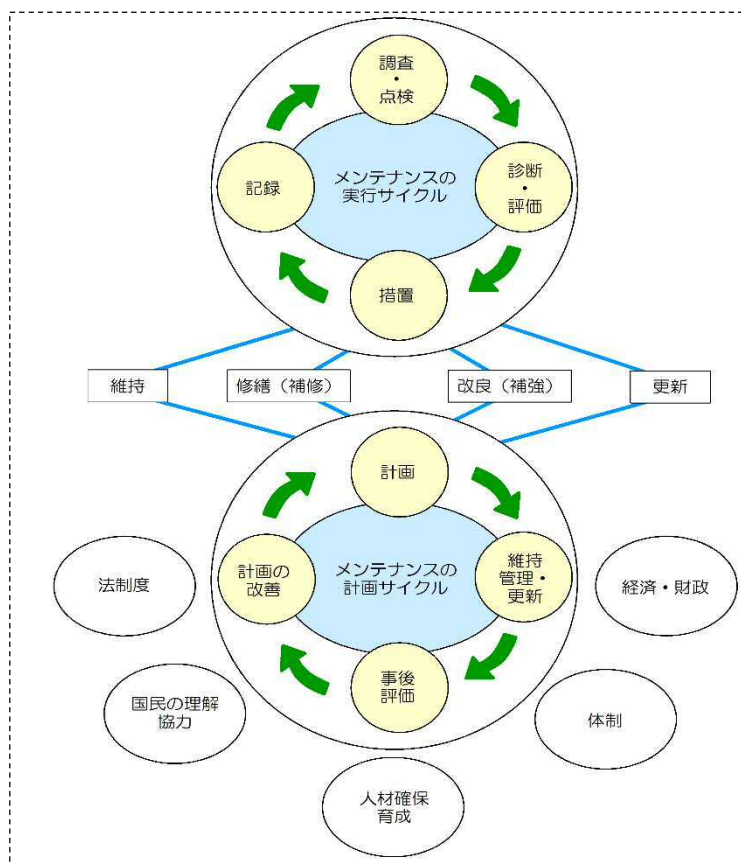 調査
・
点検
メンテナンスの
実行サイクル
記録
診断
・
評価
措置
維持
修繕（補修）
改良（補強）
更新
計画
メンテナンスの
計画サイクル
計画の
改善
維持
管理・
更新
事後
評価
法制度
経済・財政
国民の理解
協力
体制
人材確保
育成